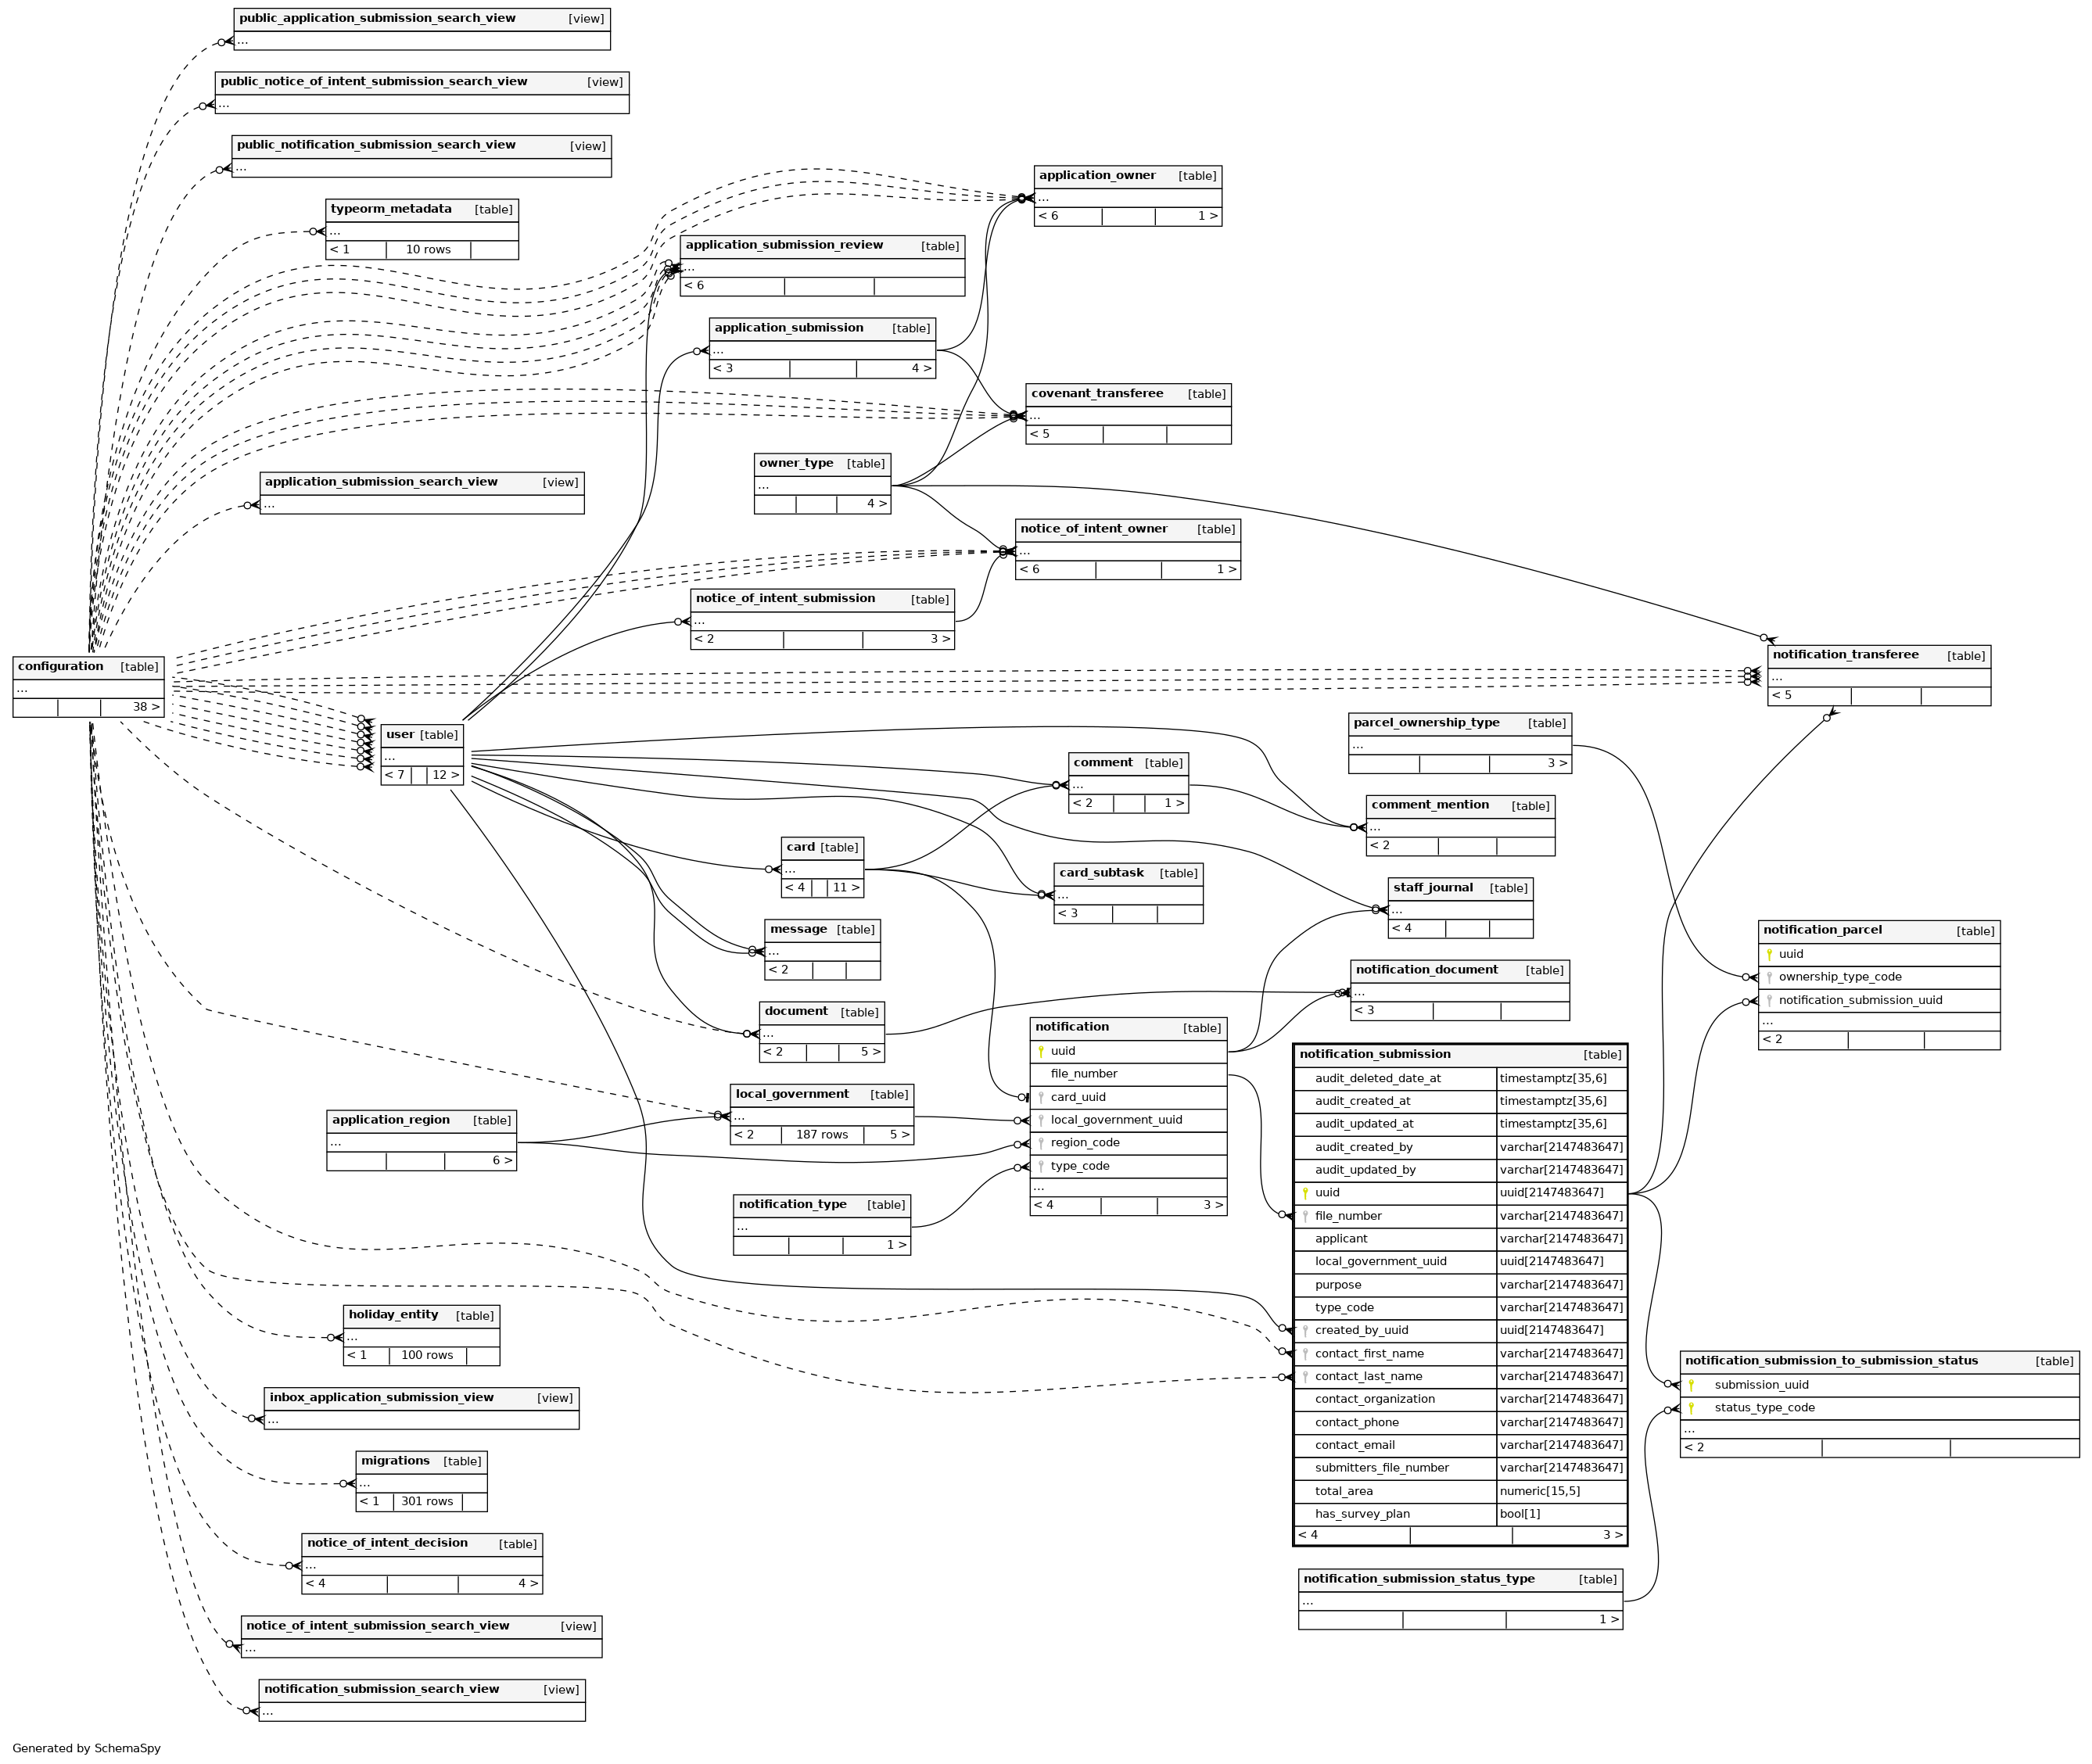 public_application_submission_search_view [view]
...
public_notice_of_intent_submission_search_view [view]
...
public_notification_submission_search_view [view]
...
typeorm_metadata [table]
...
< 1 10 rows
application_owner [table]
...
< 6 1 >
application_submission_review [table]
...
< 6
application_submission [table]
...
< 3 4 >
covenant_transferee [table]
...
< 5
owner_type [table]
...
4 >
application_submission_search_view [view]
...
notice_of_intent_owner [table]
...
< 6 1 >
notice_of_intent_submission [table]
...
< 2 3 >
configuration [table]
...
38 >
notification_transferee [table]
...
< 5
user [table]
...
< 7 12 >
parcel_ownership_type [table]
...
3 >
comment [table]
...
< 2 1 >
comment_mention [table]
...
< 2
card [table]
...
< 4 11 >
card_subtask [table]
...
< 3
staff_journal [table]
...
< 4
message [table]
...
< 2
notification_parcel [table]
uuid
ownership_type_code
notification_submission_uuid
...
< 2
notification_document [table]
...
< 3
document [table]
...
< 2 5 >
notification [table]
uuid
file_number
card_uuid
local_government_uuid
region_code
type_code
...
< 4 3 >
local_government [table]
...
< 2 187 rows 5 >
application_region [table]
...
6 >
notification_type [table]
...
1 >
notification_submission [table]
audit_deleted_date_at timestamptz[35,6]
audit_created_at timestamptz[35,6]
audit_updated_at timestamptz[35,6]
audit_created_by varchar[2147483647]
audit_updated_by varchar[2147483647]
uuid uuid[2147483647]
file_number varchar[2147483647]
applicant varchar[2147483647]
local_government_uuid uuid[2147483647]
purpose varchar[2147483647]
type_code varchar[2147483647]
created_by_uuid uuid[2147483647]
contact_first_name varchar[2147483647]
contact_last_name varchar[2147483647]
contact_organization varchar[2147483647]
contact_phone varchar[2147483647]
contact_email varchar[2147483647]
submitters_file_number varchar[2147483647]
total_area numeric[15,5]
has_survey_plan bool[1]
< 4 3 >
notification_submission_to_submission_status [table]
submission_uuid
status_type_code
...
< 2
holiday_entity [table]
...
< 1 100 rows
inbox_application_submission_view [view]
...
migrations [table]
...
< 1 301 rows
notice_of_intent_decision [table]
...
< 4 4 >
notification_submission_status_type [table]
...
1 >
notice_of_intent_submission_search_view [view]
...
notification_submission_search_view [view]
...
Generated by SchemaSpy